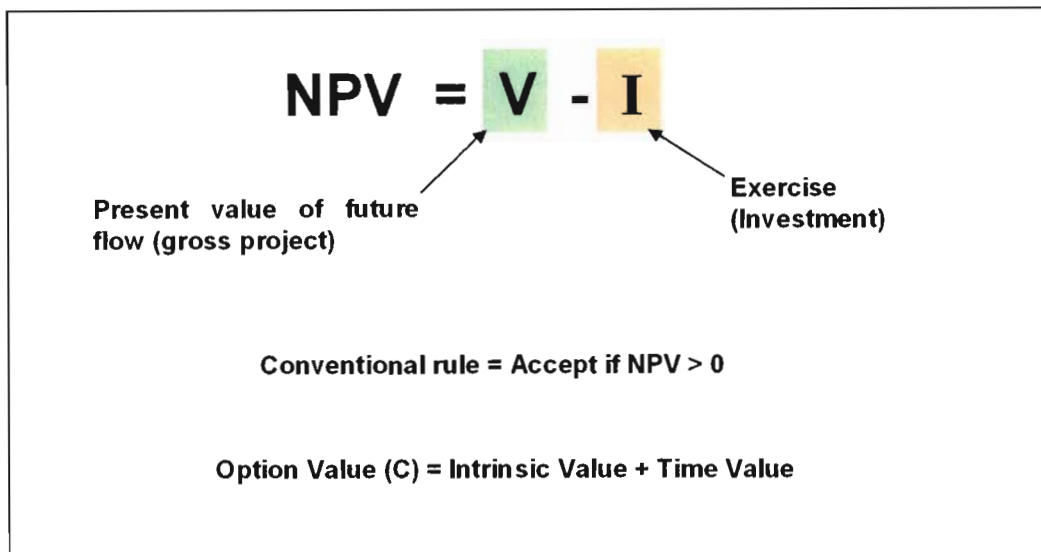 NPV = V - I
Present value of future
flow (gross project)
Exercise
(Investment)
Conventional rule = Accept if NPV > 0
Option Value (C) = Intrinsic Value + Time Value